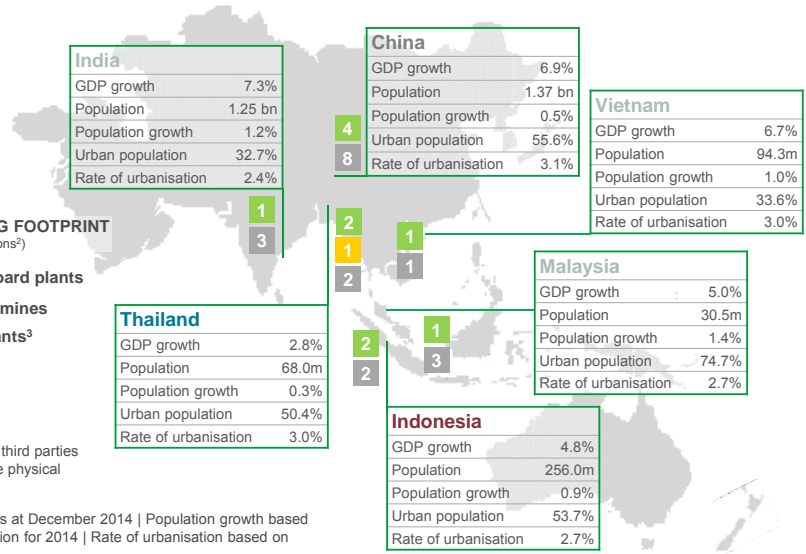 India
GDP growth 7.3%
Population 1.25 bn
Population growth 1.2%
Urban population 32.7%
Rate of urbanisation 2.4%
China
GDP growth 6.9%
Population 1.37 bn
Population growth 0.5%
Urban population 55.6%
Rate of urbanisation 3.1%
Vietnam
GDP growth 6.7%
Population 94.3m
Population growth 1.0%
Urban population 33.6%
Rate of urbanisation 3.0%
4
8
1
3
2
1
2
1
1
G FOOTPRINT
ons²)
oard plants
mines
ants³
Malaysia
GDP growth 5.0%
Population 30.5m
Population growth 1.4%
Urban population 74.7%
Rate of urbanisation 2.7%
Thailand
GDP growth 2.8%
Population 68.0m
Population growth 0.3%
Urban population 50.4%
Rate of urbanisation 3.0%
2
2
1
3
Indonesia
GDP growth 4.8%
Population 256.0m
Population growth 0.9%
Urban population 53.7%
Rate of urbanisation 2.7%
third parties
e physical
s at December 2014 | Population growth based
ion for 2014 | Rate of urbanisation based on